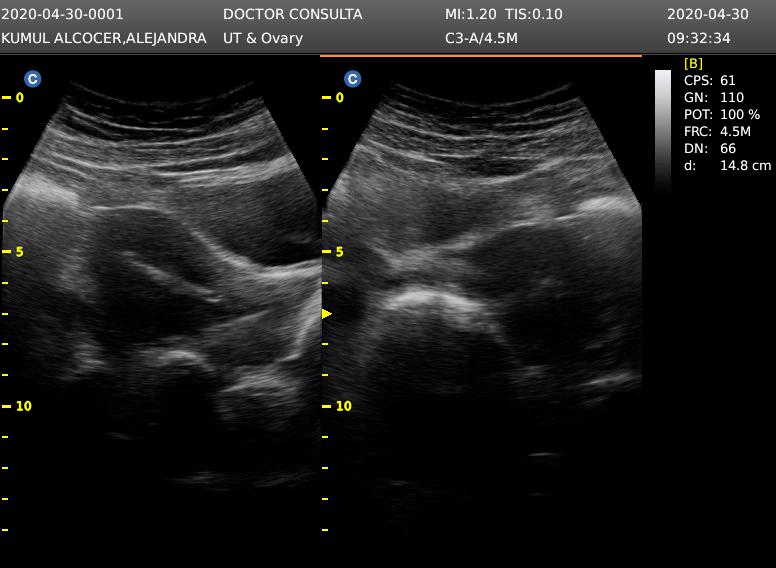 2020-04-30-0001 DOCTOR CONSULTA MI:1.20 TIS:0.10 2020-04-30
KUMUL ALCOCER,ALEJANDRA UT & Ovary C3-A/4.5M 09:32:34
C
0
5
10
C
0
5
10
[B]
CPS: 61
GN: 110
POT: 100 %
FRC: 4.5M
DN: 66
d: 14.8 cm